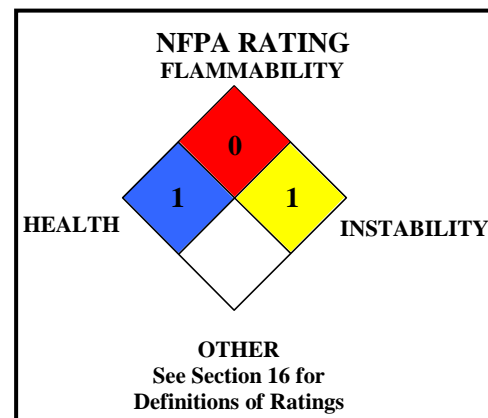 NFPA RATING
FLAMMABILITY
0
1 1
HEALTH INSTABILITY
OTHER
See Section 16 for
Definitions of Ratings